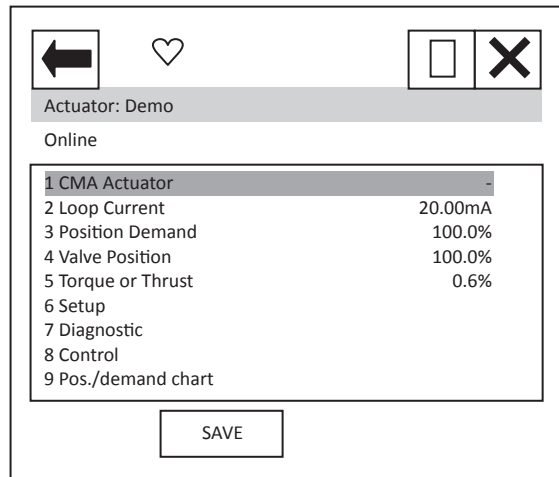 Actuator: Demo
Online
1 CMA Actuator -
2 Loop Current 20.00mA
3 Position Demand 100.0%
4 Valve Position 100.0%
5 Torque or Thrust 0.6%
6 Setup
7 Diagnostic
8 Control
9 Pos./demand chart
SAVE